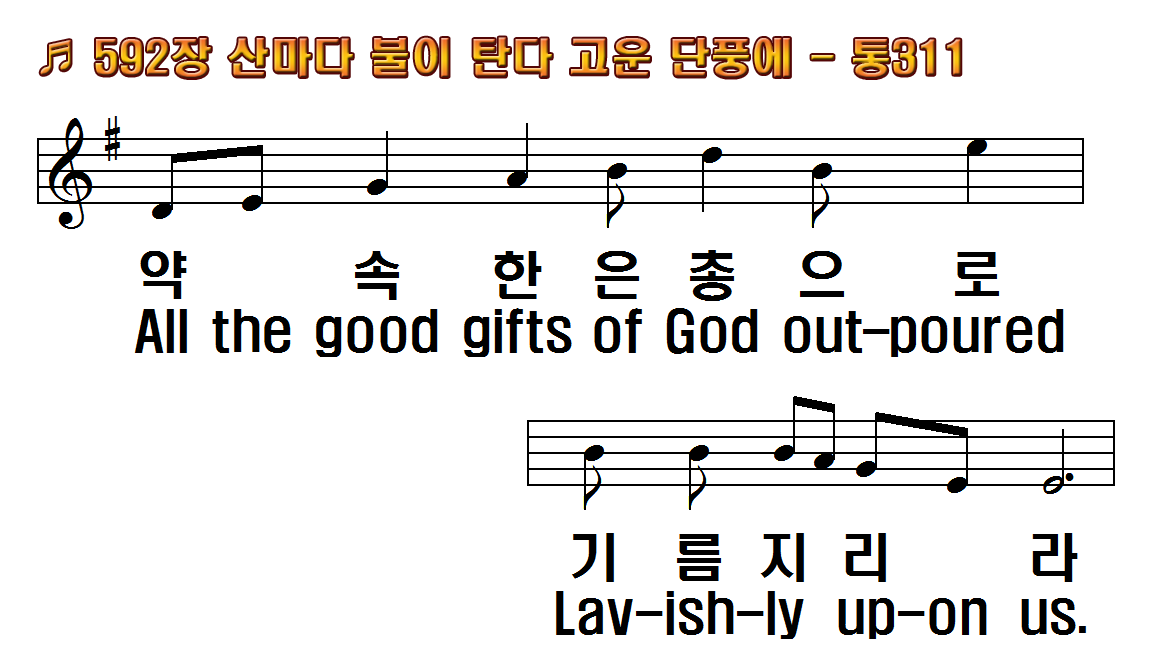 ♬ 592장 산마다 불이 탄다 고운 단풍에 - 통311
약 속 한 은 총 으 로
All the good gifts of God out-poured
기 름 지 리 라
Lav-ish-ly up-on us.